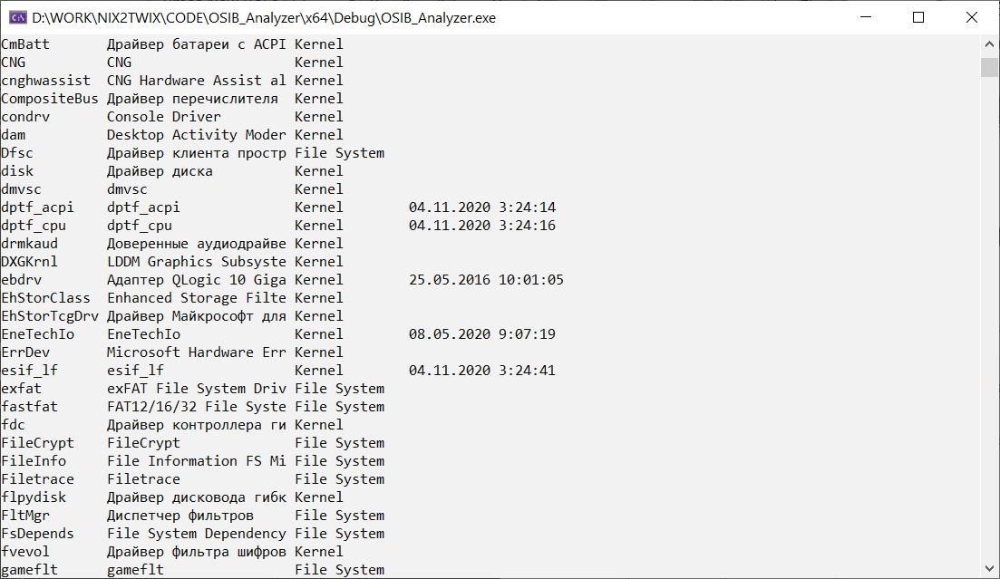 D:\WORK\NIX2TWIX\CODE\OSIB_Analyzer\x64\Debug\OSIB_Analyzer.exe
CmBatt Драйвер батареи с ACPI Kernel
CNG CNG Kernel
cnghwassist CNG Hardware Assist al Kernel
CompositeBus Драйвер перечислителя Kernel
condrv Console Driver Kernel
dam Desktop Activity Moder Kernel
Dfsc Драйвер клиента простр File System
disk Драйвер диска Kernel
dmvsc dmvsc Kernel
dptf_acpi dptf_acpi Kernel 04.11.2020 3:24:14
dptf_cpu dptf_cpu Kernel 04.11.2020 3:24:16
drmkaud Доверенные аудиодрайве Kernel
DXGKrnl LDDM Graphics Subsyste Kernel
ebdrv Адаптер QLogic 10 Giga Kernel 25.05.2016 10:01:05
EhStorClass Enhanced Storage Filte Kernel
EhStorTcgDrv Драйвер Майкрософт для Kernel
EneTechIo EneTechIo Kernel 08.05.2020 9:07:19
ErrDev Microsoft Hardware Err Kernel
esif_lf esif_lf Kernel 04.11.2020 3:24:41
exfat exFAT File System Driv File System
fastfat FAT12/16/32 File Syste File System
fdc Драйвер контроллера ги Kernel
FileCrypt FileCrypt File System
FileInfo File Information FS Mi File System
Filetrace Filetrace File System
flpydisk Драйвер дисковода гибк Kernel
FltMgr Диспетчер фильтров File System
FsDepends File System Dependency File System
fvevol Драйвер фильтра шифров Kernel
gameflt gameflt File System